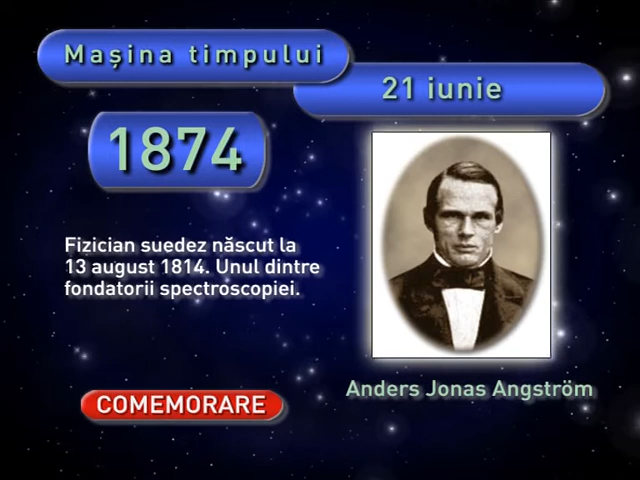 Mașina timpului
21 iunie
1874
Fizician suedez născut la
13 august 1814. Unul dintre
fondatorii spectroscopiei.
Anders Jonas Angström
COMEMORARE